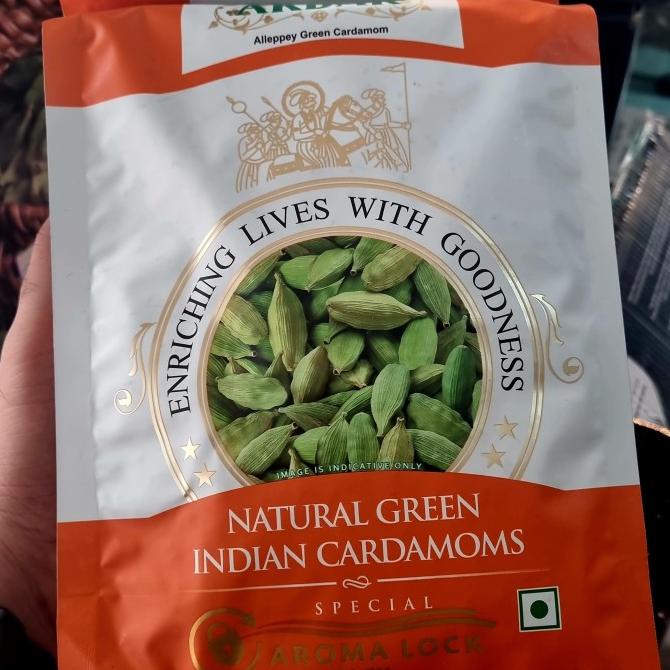 Alleppey Green Cardamom
ENRICHING LIVES WITH GOODNESS
IMAGE IS INDICATIVE ONLY
NATURAL GREEN
INDIAN CARDAMOMS
SPECIAL
AROMA LOCK